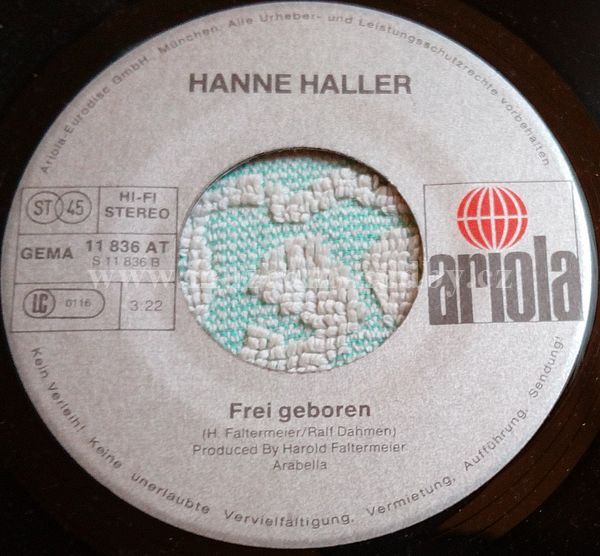 Ariola-Eurodisc GmbH, München. Alle Urheber- und Leistungsschutzrechte vorbehalten.
HANNE HALLER
ST 45
HI-FI
STEREO
GEMA
11 836 AT
S 11 836 B
LC 0116
3:22
ariola
Frei geboren
(H. Faltermeier/Ralf Dahmen)
Produced By Harold Faltermeier
Arabella
Kein Verleih! Keine unerlaubte Vervielfältigung, Vermietung, Aufführung, Sendung!